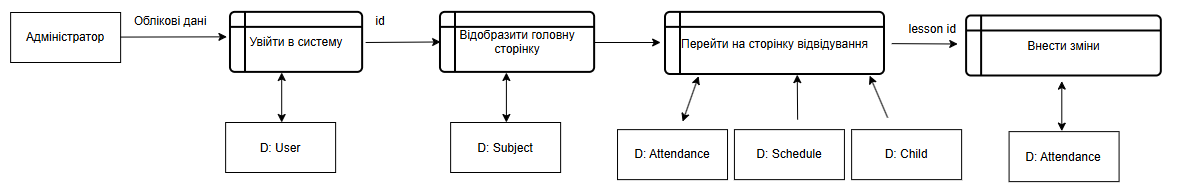 Адміністратор
Облікові дані
Увійти в систему
id
Відобразити головну
сторінку
Перейти на сторінку відвідування
lesson id
Внести зміни
D: User
D: Subject
D: Attendance
D: Schedule
D: Child
D: Attendance